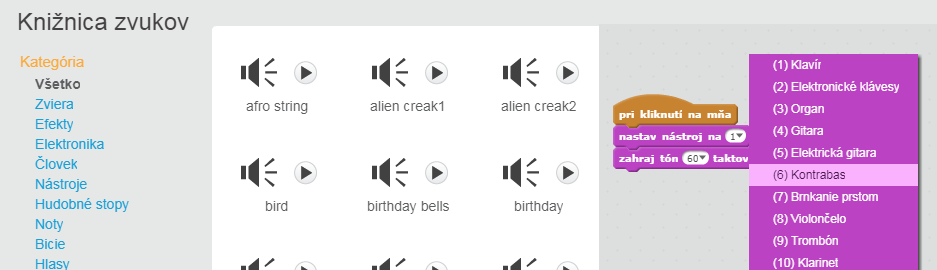 Knižnica zvukov
Kategória
Všetko
Zviera
Efekty
Elektronika
Človek
Nástroje
Hudobné stopy
Noty
Bicie
Hlasy
afro string
alien creak1
alien creak2
bird
birthday bells
birthday
pri kliknutí na mňa
nastav nástroj na 1
zahraj tón 60 taktov
(1) Klavír
(2) Elektronické klávesy
(3) Organ
(4) Gitara
(5) Elektrická gitara
(6) Kontrabas
(7) Brnkanie prstom
(8) Violončelo
(9) Trombón
(10) Klarinet